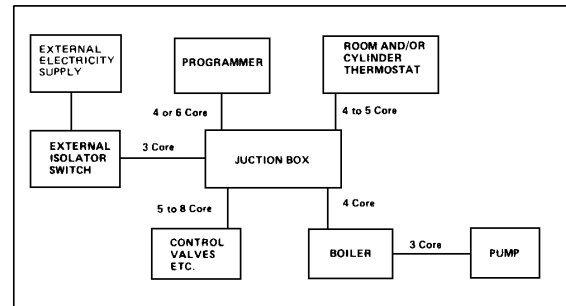 EXTERNAL
ELECTRICITY
SUPPLY
PROGRAMMER
ROOM AND/OR
CYLINDER
THERMOSTAT
4 or 6 Core
4 to 5 Core
EXTERNAL
ISOLATOR
SWITCH
3 Core
JUCTION BOX
5 to 8 Core
4 Core
CONTROL
VALVES
ETC.
BOILER
3 Core
PUMP